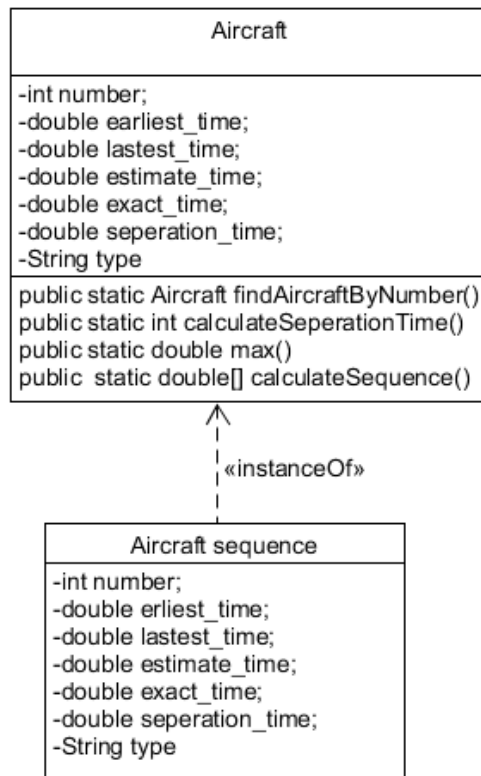 Aircraft
-int number;
-double earliest_time;
-double lastest_time;
-double estimate_time;
-double exact_time;
-double seperation_time;
-String type
public static Aircraft findAircraftByNumber()
public static int calculateSeperationTime()
public static double max()
public static double[] calculateSequence()
«instanceOf»
Aircraft sequence
-int number;
-double erliest_time;
-double lastest_time;
-double estimate_time;
-double exact_time;
-double seperation_time;
-String type